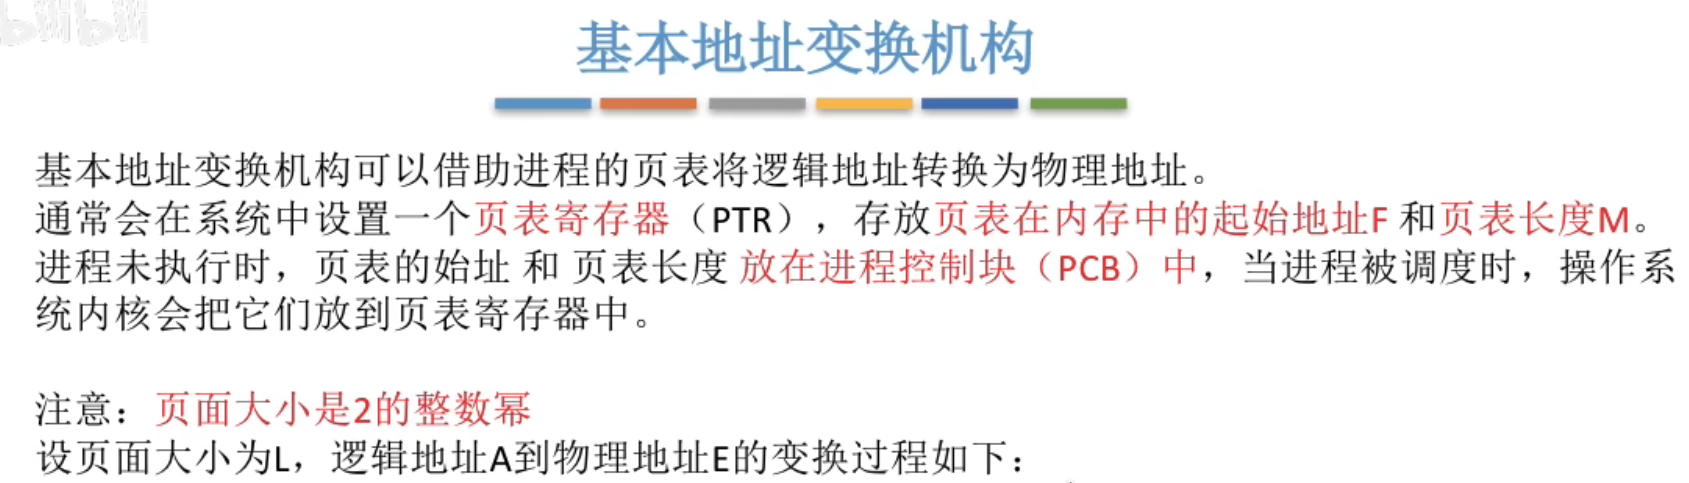 bilibili
基本地址变换机构
基本地址变换机构可以借助进程的页表将逻辑地址转换为物理地址。
通常会在系统中设置一个页表寄存器（PTR），存放页表在内存中的起始地址F 和页表长度M。
进程未执行时，页表的始址 和 页表长度 放在进程控制块（PCB）中，当进程被调度时，操作系
统内核会把它们放到页表寄存器中。
注意：页面大小是2的整数幂
设页面大小为L，逻辑地址A到物理地址E的变换过程如下：